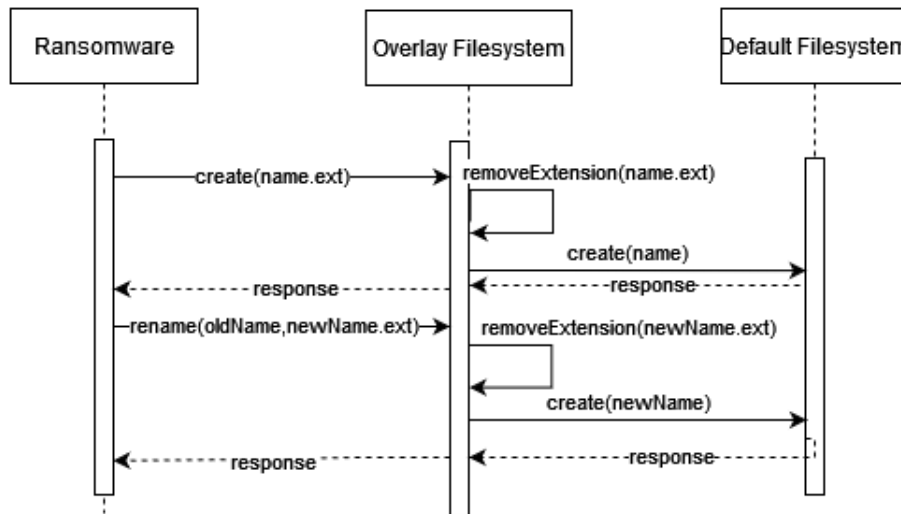 Ransomware
Overlay Filesystem
Default Filesystem
create(name.ext)
removeExtension(name.ext)
create(name)
response
response
rename(oldName,newName.ext)
removeExtension(newName.ext)
create(newName)
response
response